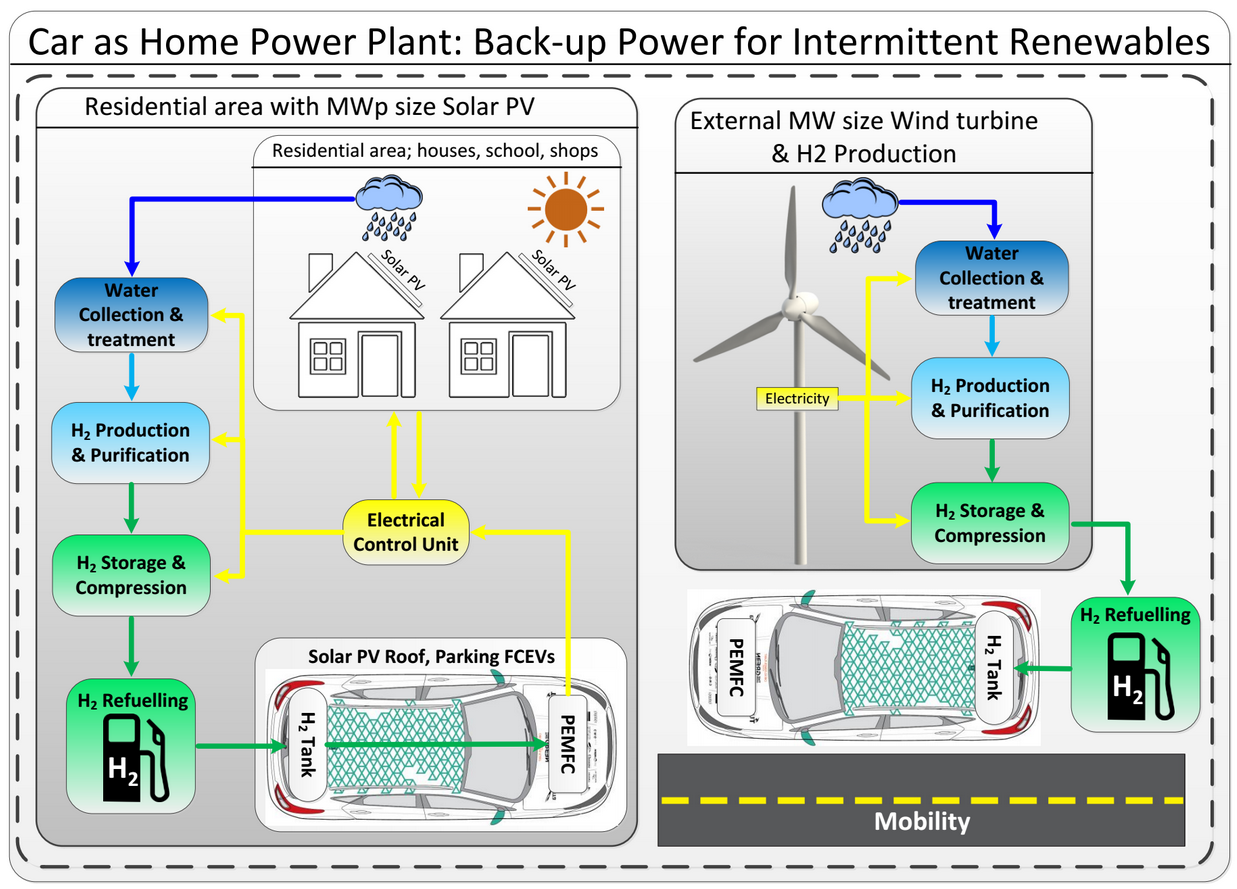 Car as Home Power Plant: Back-up Power for Intermittent Renewables
Residential area with MWp size Solar PV
Residential area; houses, school, shops
Solar PV
Solar PV
Water
Collection &
treatment
H₂ Production
& Purification
H₂ Storage &
Compression
H₂ Refuelling
H₂
Electrical
Control Unit
Solar PV Roof, Parking FCEVs
H₂ Tank
PEMFC
External MW size Wind turbine
& H2 Production
Water
Collection &
treatment
Electricity
H₂ Production
& Purification
H₂ Storage &
Compression
H₂ Refuelling
H₂
PEMFC
H₂ Tank
Mobility